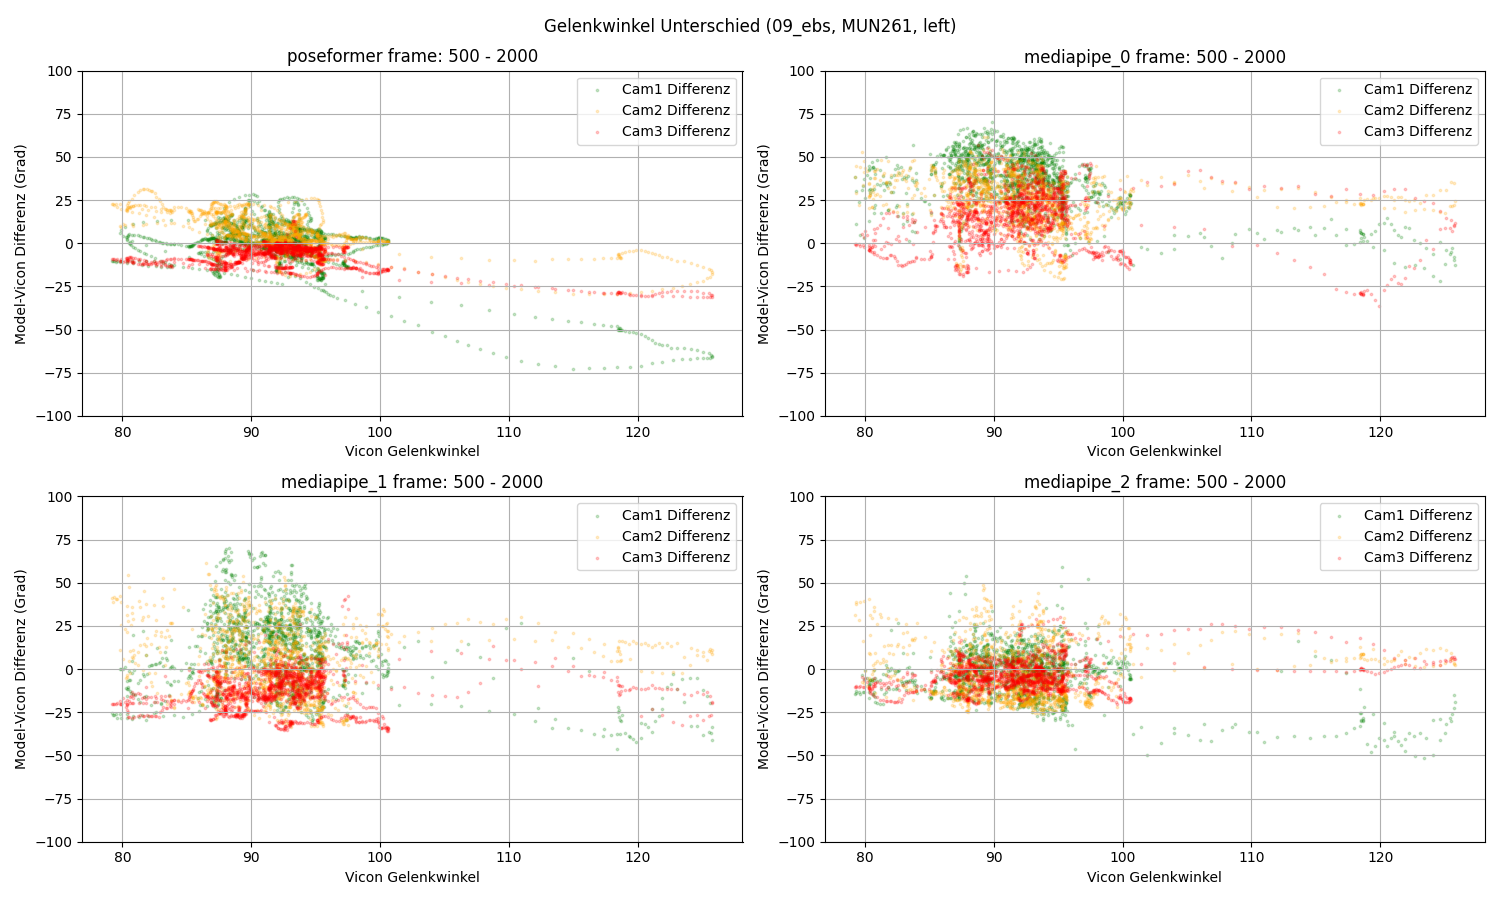 Gelenkwinkel Unterschied (09_ebs, MUN261, left)
poseformer frame: 500 - 2000
100
75
50
25
0
−25
−50
−75
−100
Model-Vicon Differenz (Grad)
Cam1 Differenz
Cam2 Differenz
Cam3 Differenz
80 90 100 110 120
Vicon Gelenkwinkel
mediapipe_0 frame: 500 - 2000
100
75
50
25
0
−25
−50
−75
−100
Model-Vicon Differenz (Grad)
Cam1 Differenz
Cam2 Differenz
Cam3 Differenz
80 90 100 110 120
Vicon Gelenkwinkel
mediapipe_1 frame: 500 - 2000
100
75
50
25
0
−25
−50
−75
−100
Model-Vicon Differenz (Grad)
Cam1 Differenz
Cam2 Differenz
Cam3 Differenz
80 90 100 110 120
Vicon Gelenkwinkel
mediapipe_2 frame: 500 - 2000
100
75
50
25
0
−25
−50
−75
−100
Model-Vicon Differenz (Grad)
Cam1 Differenz
Cam2 Differenz
Cam3 Differenz
80 90 100 110 120
Vicon Gelenkwinkel